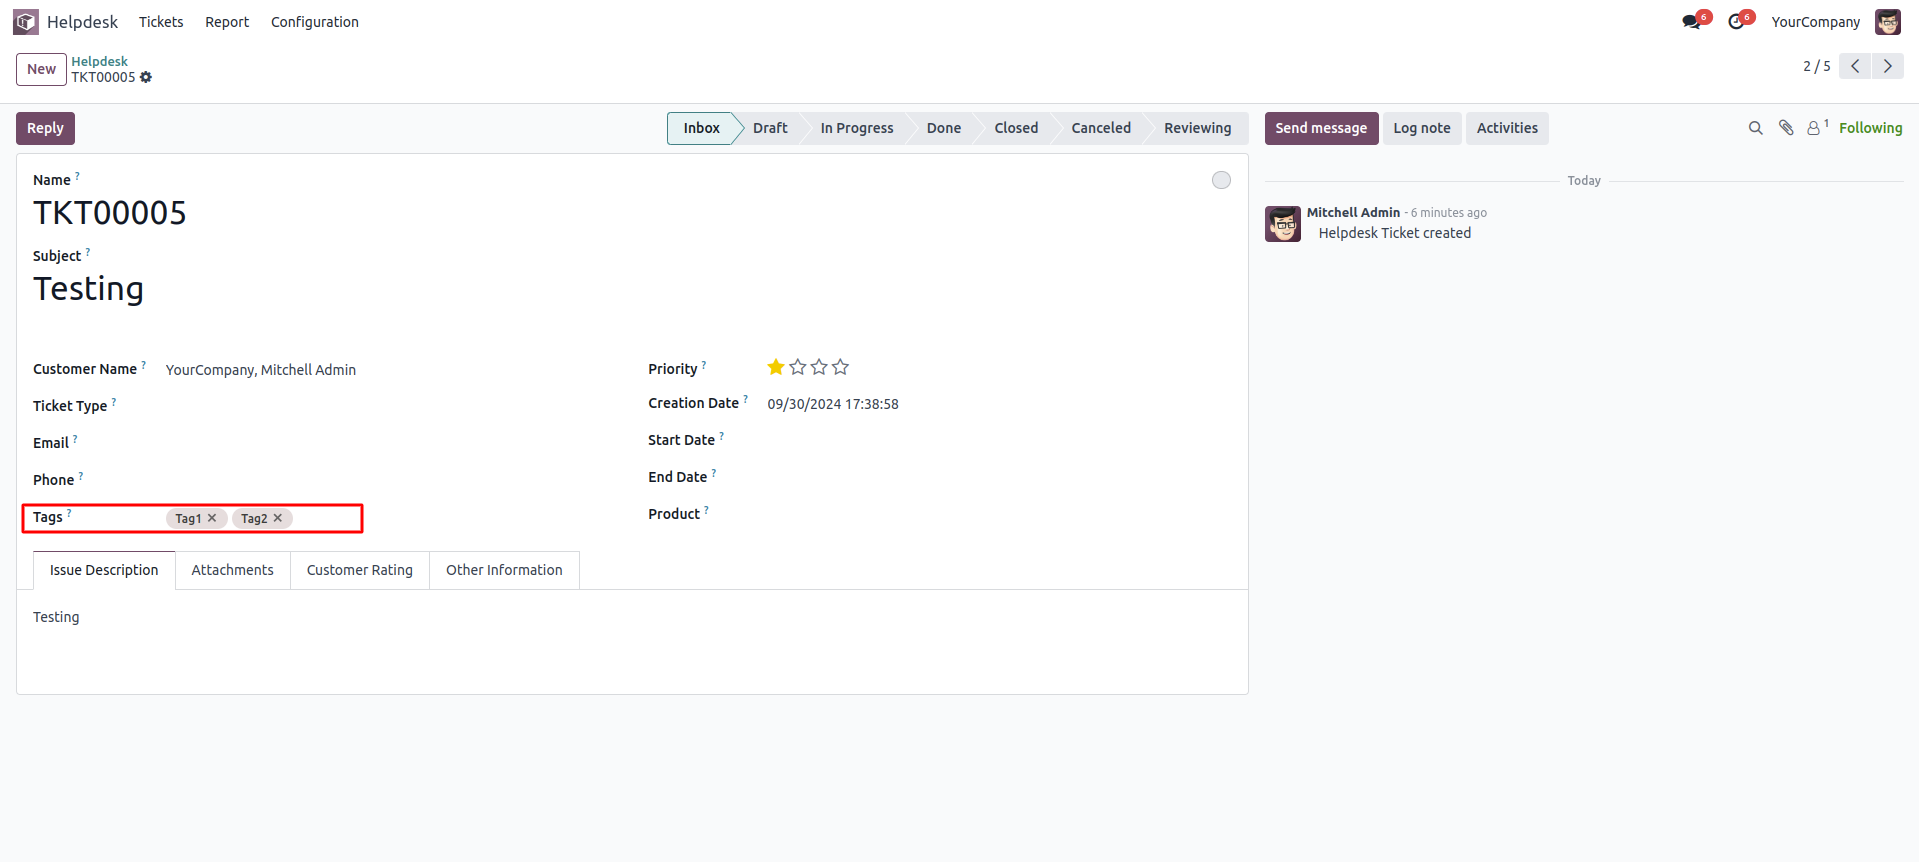 Helpdesk Tickets Report Configuration 6 6 YourCompany
New Helpdesk
TKT00005 2 / 5
Reply Inbox Draft In Progress Done Closed Canceled Reviewing Send message Log note Activities 1 Following
Name ?
TKT00005
Subject ?
Testing
Customer Name ? YourCompany, Mitchell Admin
Ticket Type ?
Email ?
Phone ?
Tags ? Tag1 × Tag2 ×
Priority ?
Creation Date ? 09/30/2024 17:38:58
Start Date ?
End Date ?
Product ?
Issue Description Attachments Customer Rating Other Information
Testing
Today
Mitchell Admin - 6 minutes ago
Helpdesk Ticket created